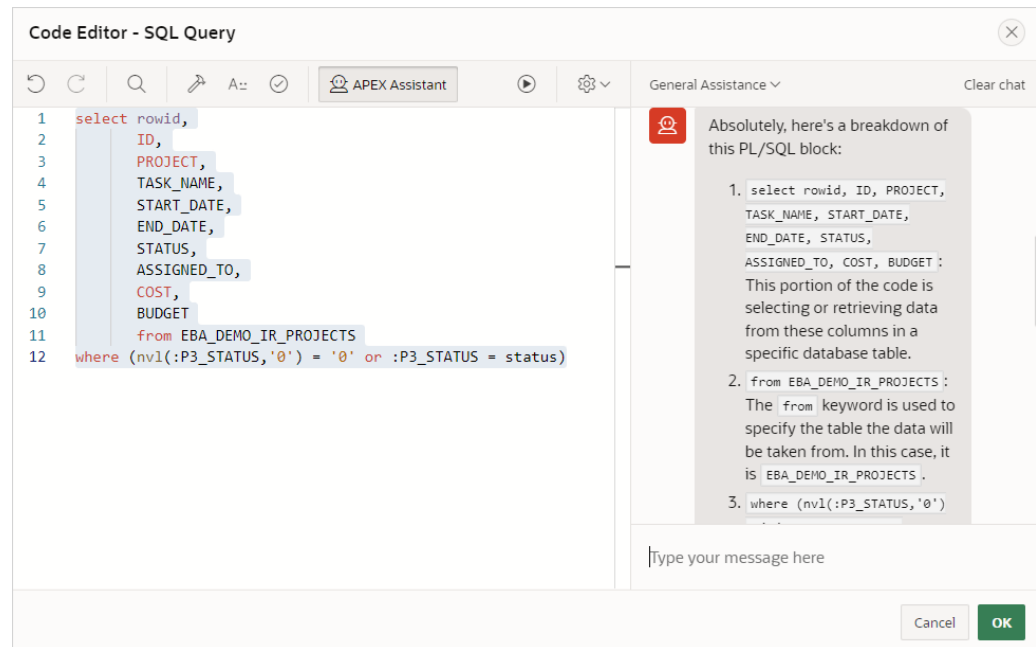 Code Editor - SQL Query
APEX Assistant
General Assistance
Clear chat
1 select rowid,
2 ID,
3 PROJECT,
4 TASK_NAME,
5 START_DATE,
6 END_DATE,
7 STATUS,
8 ASSIGNED_TO,
9 COST,
10 BUDGET
11 from EBA_DEMO_IR_PROJECTS
12 where (nvl(:P3_STATUS,'0') = '0' or :P3_STATUS = status)
Absolutely, here's a breakdown of
this PL/SQL block:
1. select rowid, ID, PROJECT,
TASK_NAME, START_DATE,
END_DATE, STATUS,
ASSIGNED_TO, COST, BUDGET :
This portion of the code is
selecting or retrieving data
from these columns in a
specific database table.
2. from EBA_DEMO_IR_PROJECTS :
The from keyword is used to
specify the table the data will
be taken from. In this case, it
is EBA_DEMO_IR_PROJECTS .
3. where (nvl(:P3_STATUS,'0')
Type your message here
Cancel
OK